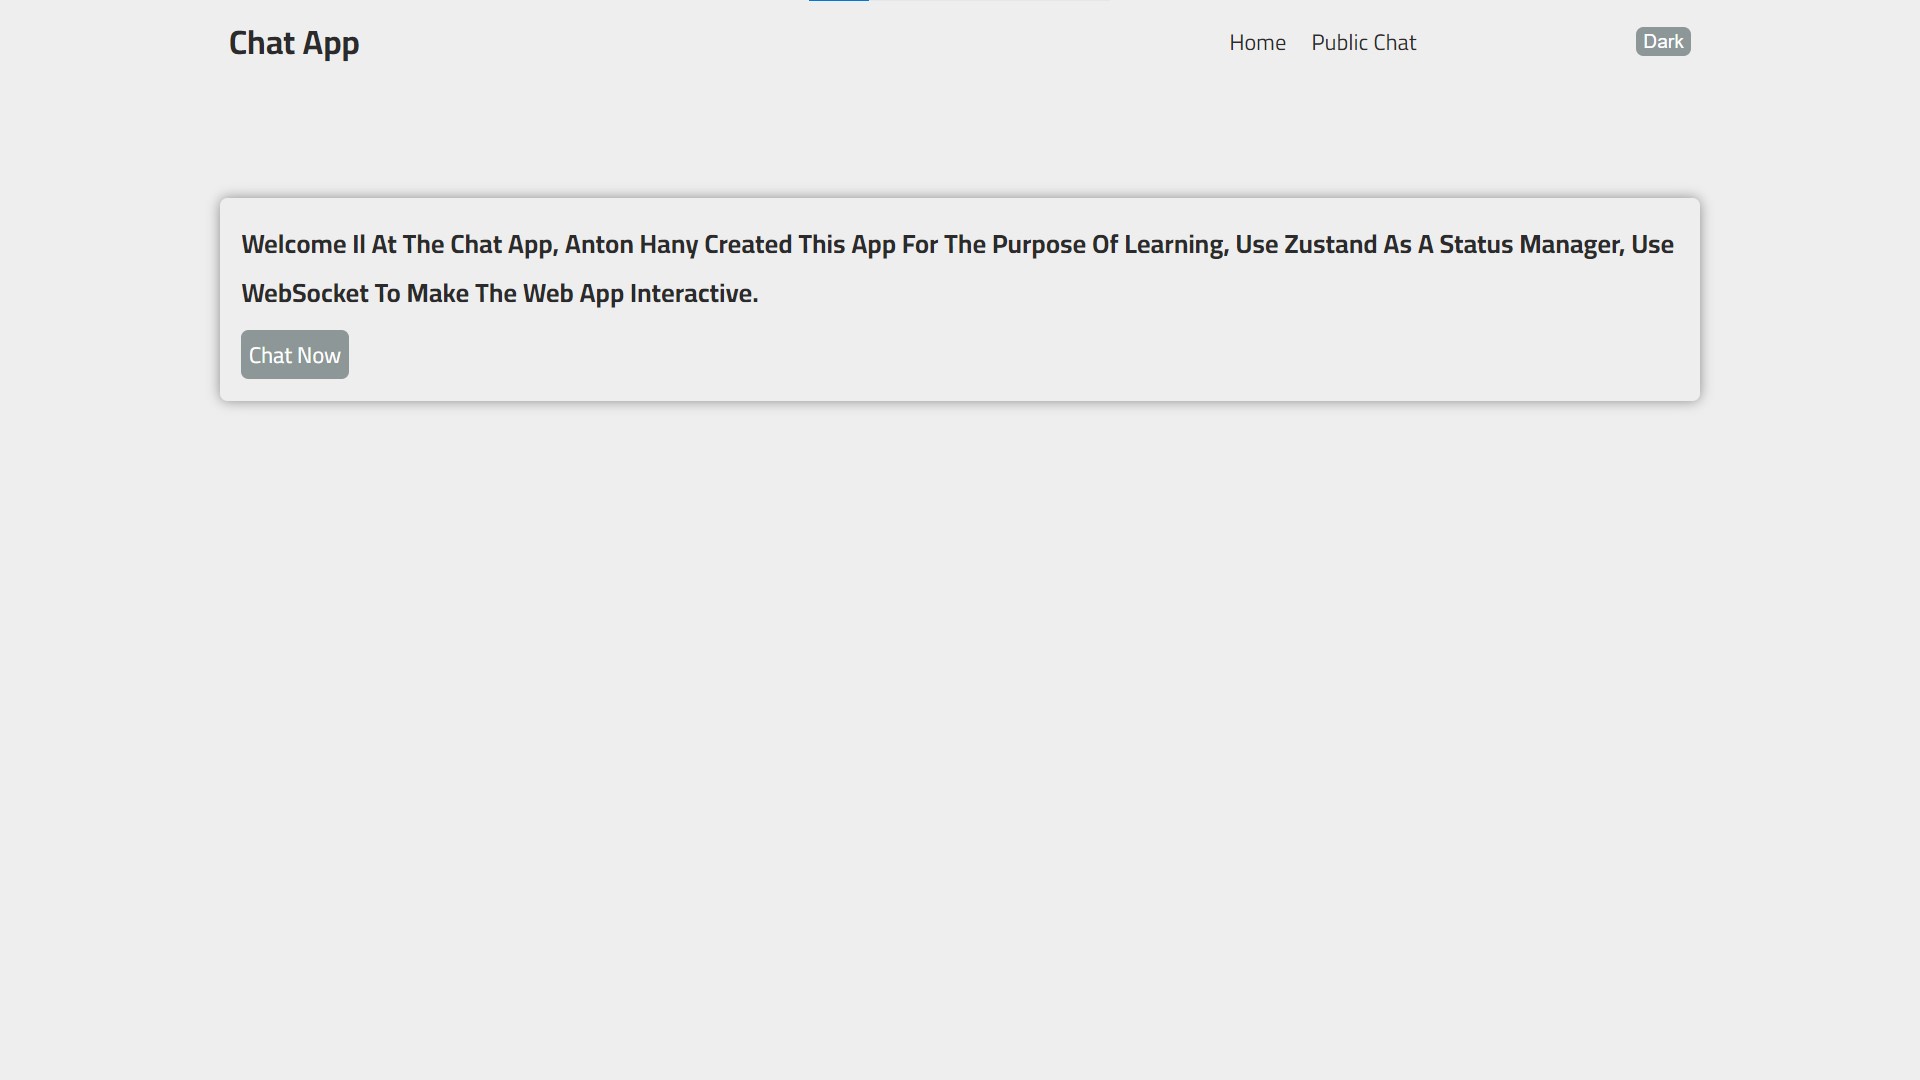 Chat App
Home
Public Chat
Dark
Welcome Il At The Chat App, Anton Hany Created This App For The Purpose Of Learning, Use Zustand As A Status Manager, Use
WebSocket To Make The Web App Interactive.
Chat Now